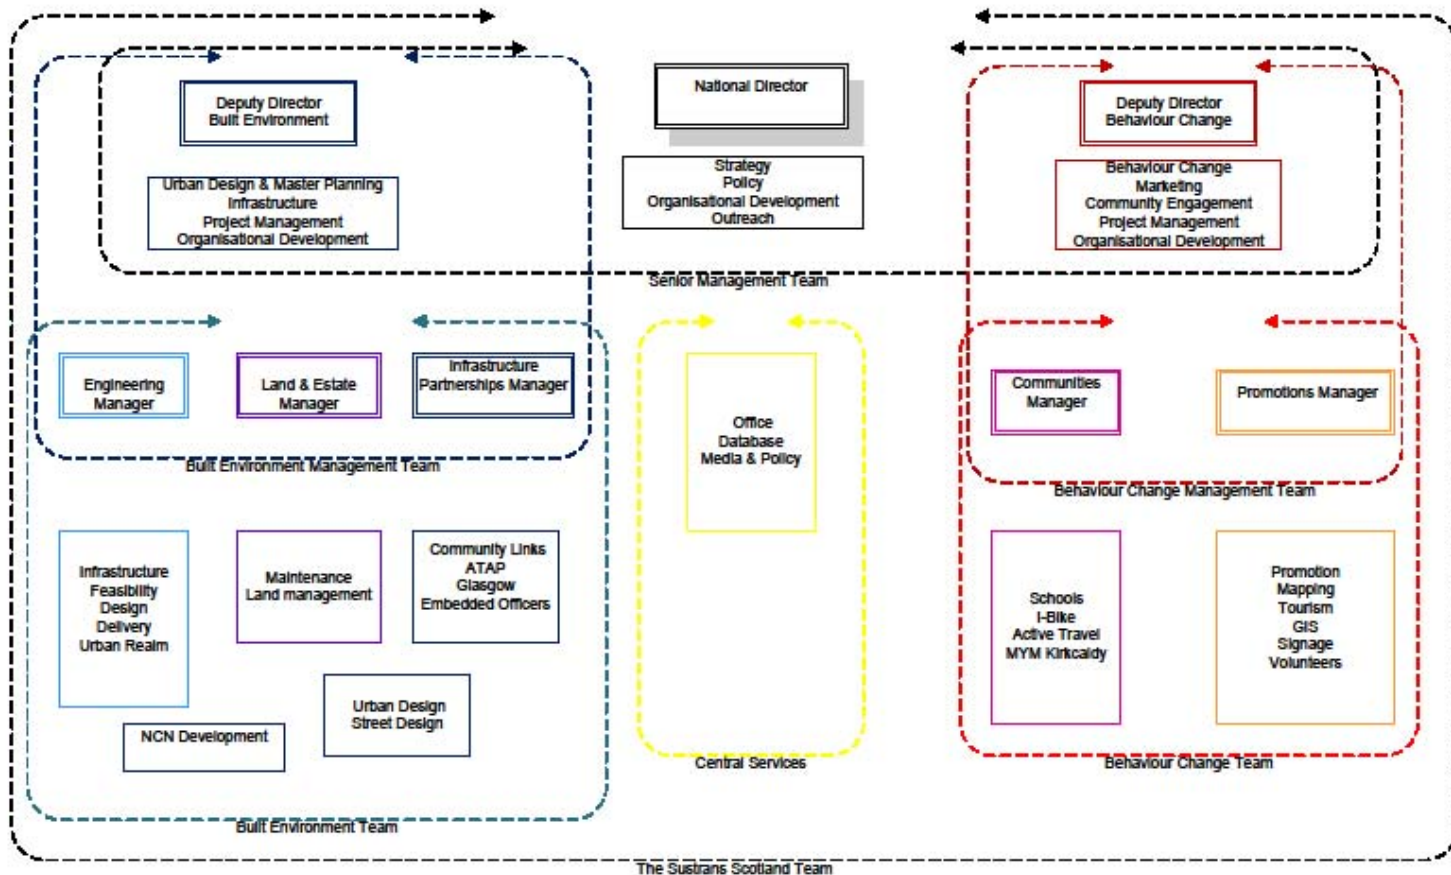 Deputy Director
Built Environment
National Director
Deputy Director
Behaviour Change
Urban Design & Master Planning
Infrastructure
Project Management
Organisational Development
Strategy
Policy
Organisational Development
Outreach
Behaviour Change
Marketing
Community Engagement
Project Management
Organisational Development
Senior Management Team
Engineering
Manager
Land & Estate
Manager
Infrastructure
Partnerships Manager
Office
Database
Media & Policy
Communities
Manager
Promotions Manager
Built Environment Management Team
Behaviour Change Management Team
Infrastructure
Feasibility
Design
Delivery
Urban Realm
Maintenance
Land management
Community Links
ATAP
Glasgow
Embedded Officers
Schools
I-Bike
Active Travel
MYM Kirkcaldy
Promotion
Mapping
Tourism
GIS
Signage
Volunteers
Urban Design
Street Design
NCN Development
Central Services
Behaviour Change Team
Built Environment Team
The Sustrans Scotland Team